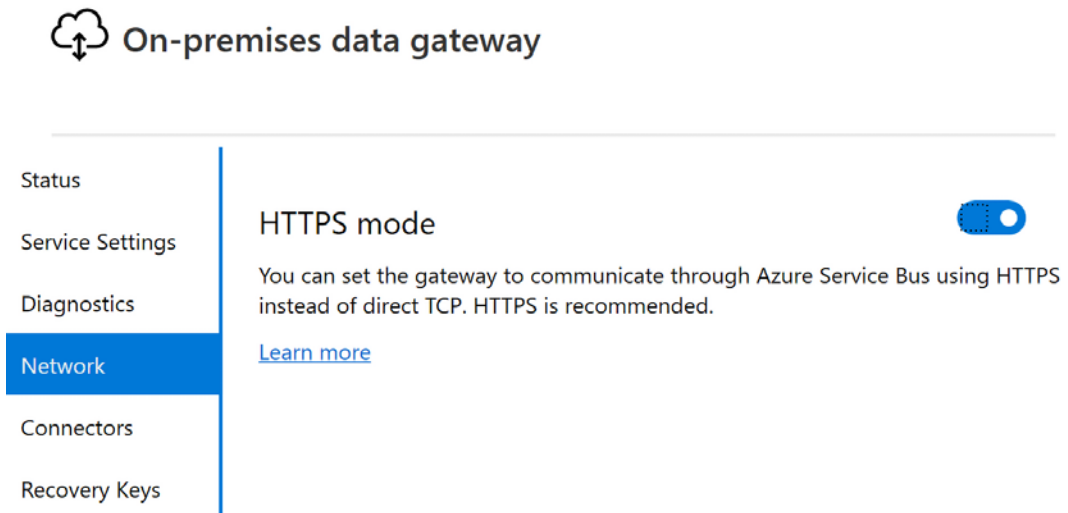 On-premises data gateway
Status
Service Settings
Diagnostics
Network
Connectors
Recovery Keys
HTTPS mode
You can set the gateway to communicate through Azure Service Bus using HTTPS
instead of direct TCP. HTTPS is recommended.
Learn more